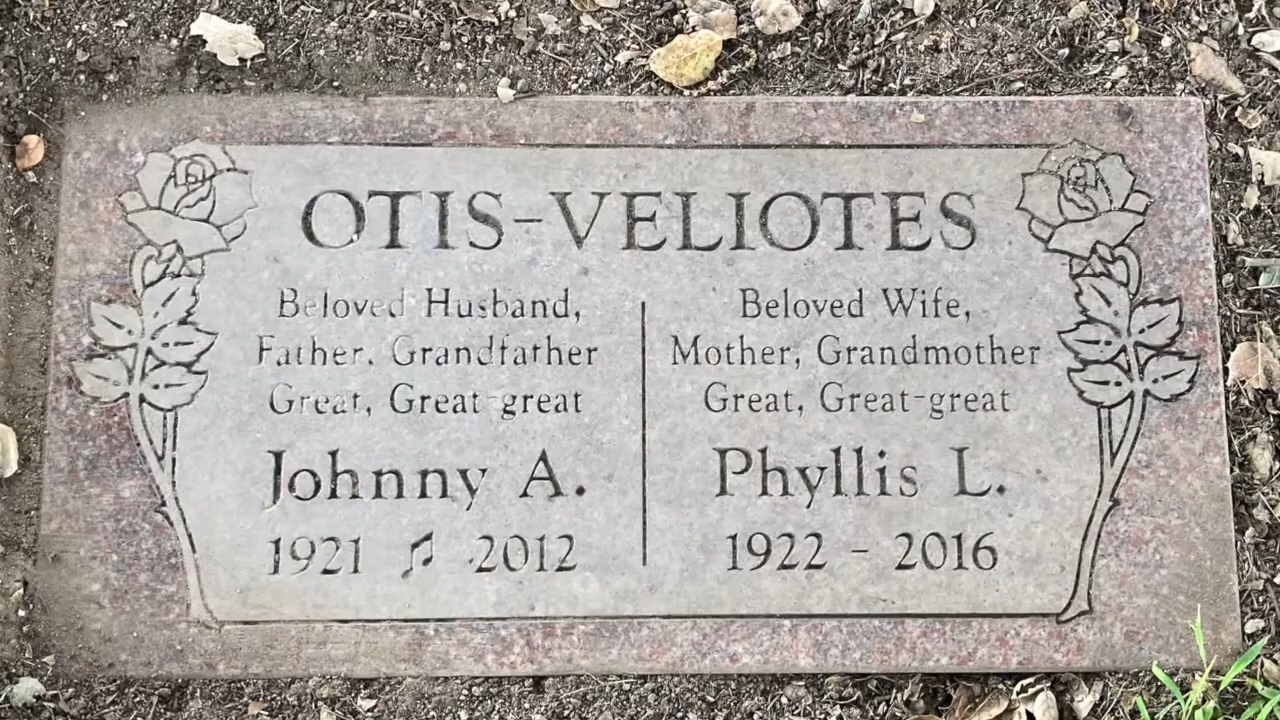 OTIS-VELIOTES
Beloved Husband,
Father, Grandfather
Great, Great-great
Johnny A.
1921 ♫ 2012
Beloved Wife,
Mother, Grandmother
Great, Great-great
Phyllis L.
1922 - 2016